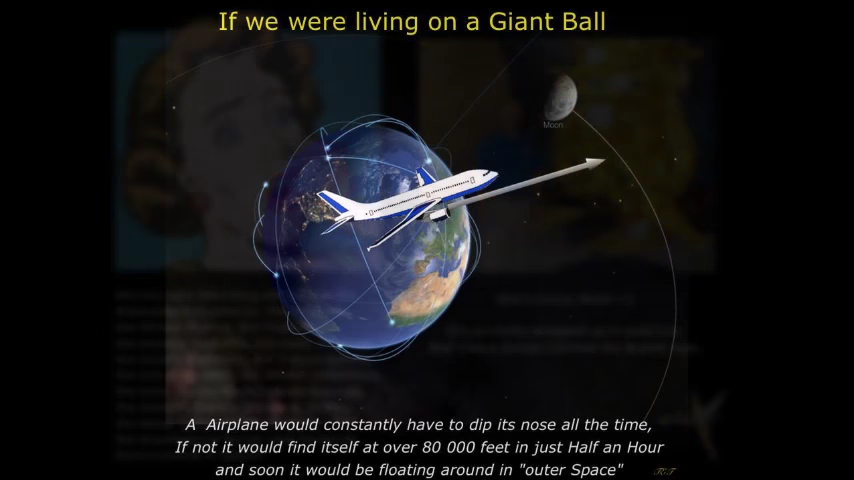 If we were living on a Giant Ball
Moon
A Airplane would constantly have to dip its nose all the time,
If not it would find itself at over 80 000 feet in just Half an Hour
and soon it would be floating around in "outer Space"